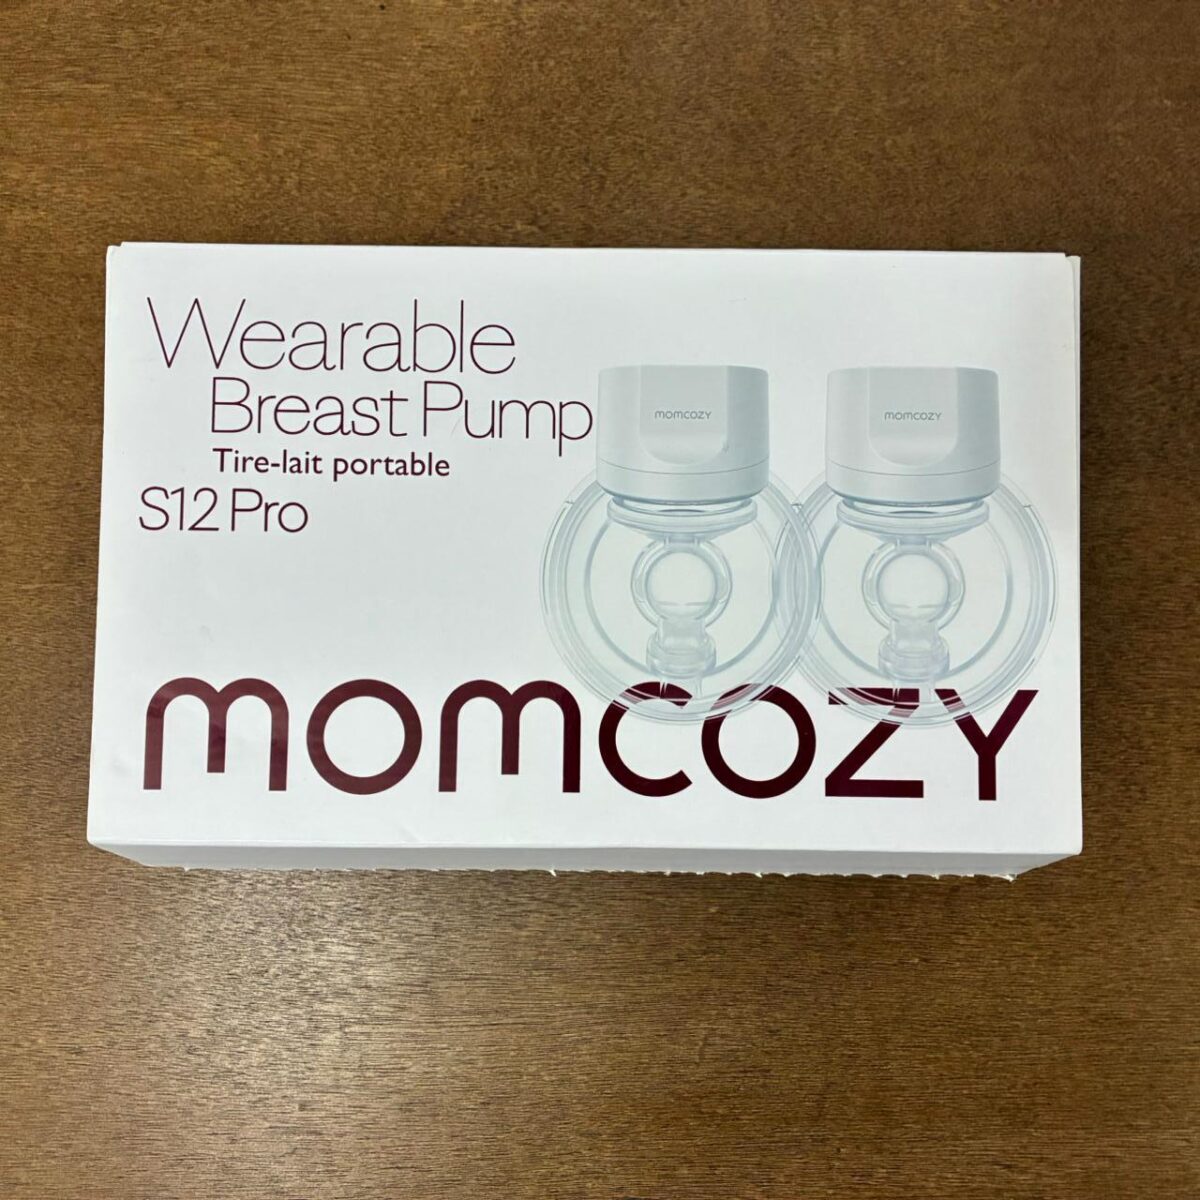 Wearable
Breast Pump
Tire-lait portable
S12 Pro
momcozy
momcozy
momcozy